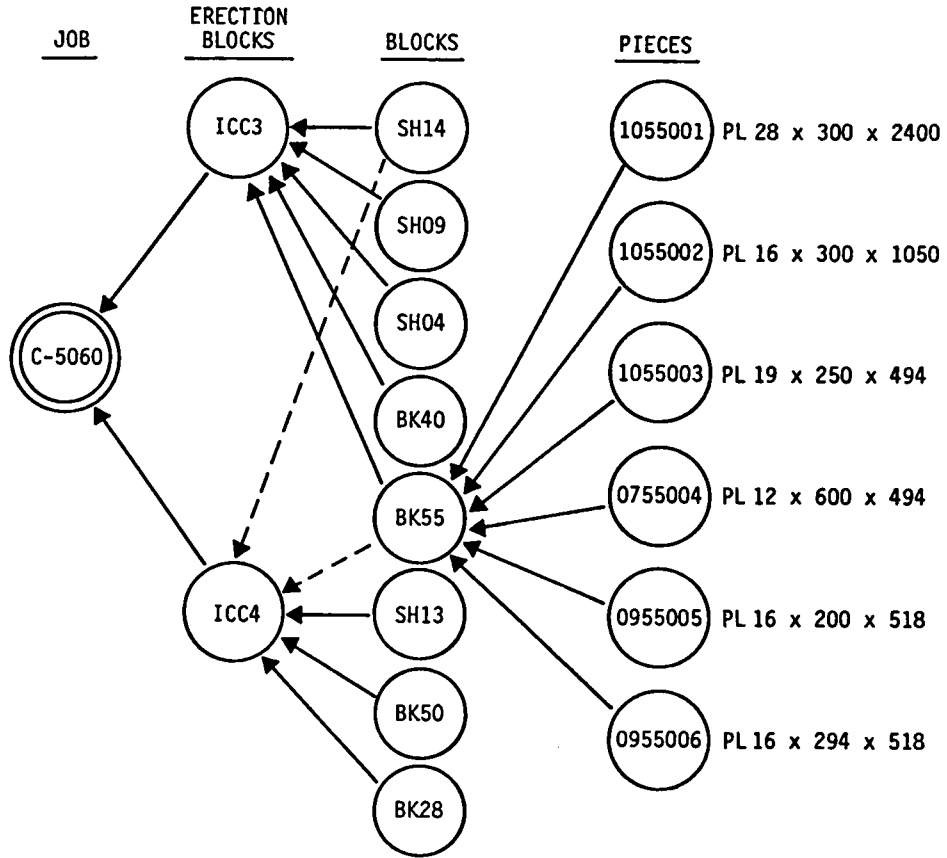 JOB
ERECTION
BLOCKS
BLOCKS
PIECES
ICC3
SH14
1055001 PL 28 x 300 x 2400
SH09
1055002 PL 16 x 300 x 1050
SH04
C-5060
1055003 PL 19 x 250 x 494
BK40
BK55
0755004 PL 12 x 600 x 494
ICC4
SH13
0955005 PL 16 x 200 x 518
BK50
0955006 PL 16 x 294 x 518
BK28